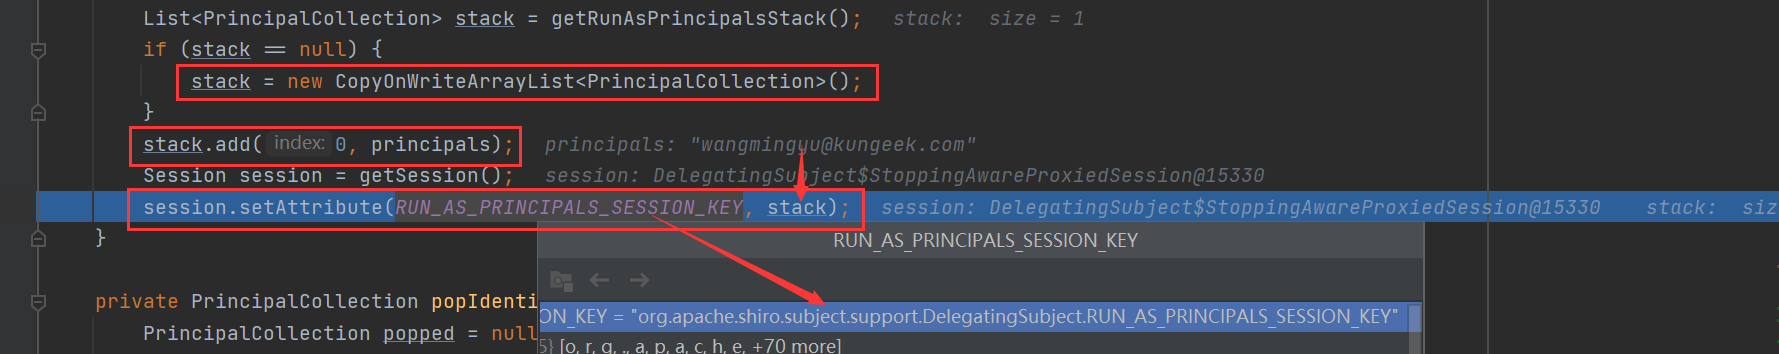 List<PrincipalCollection> stack = getRunAsPrincipalsStack();   stack:  size = 1
if (stack == null) {
stack = new CopyOnWriteArrayList<PrincipalCollection>();
}
stack.add( index: 0, principals);   principals: "wangmingyu@kungeek.com"
Session session = getSession();   session: DelegatingSubject$StoppingAwareProxiedSession@15330
session.setAttribute(RUN_AS_PRINCIPALS_SESSION_KEY, stack);   session: DelegatingSubject$StoppingAwareProxiedSession@15330   stack:  siz
}
RUN_AS_PRINCIPALS_SESSION_KEY
private PrincipalCollection popIdenti
ON_KEY = "org.apache.shiro.subject.support.DelegatingSubject.RUN_AS_PRINCIPALS_SESSION_KEY"
PrincipalCollection popped = null
5} [o, r, g, ., a, p, a, c, h, e, +70 more]